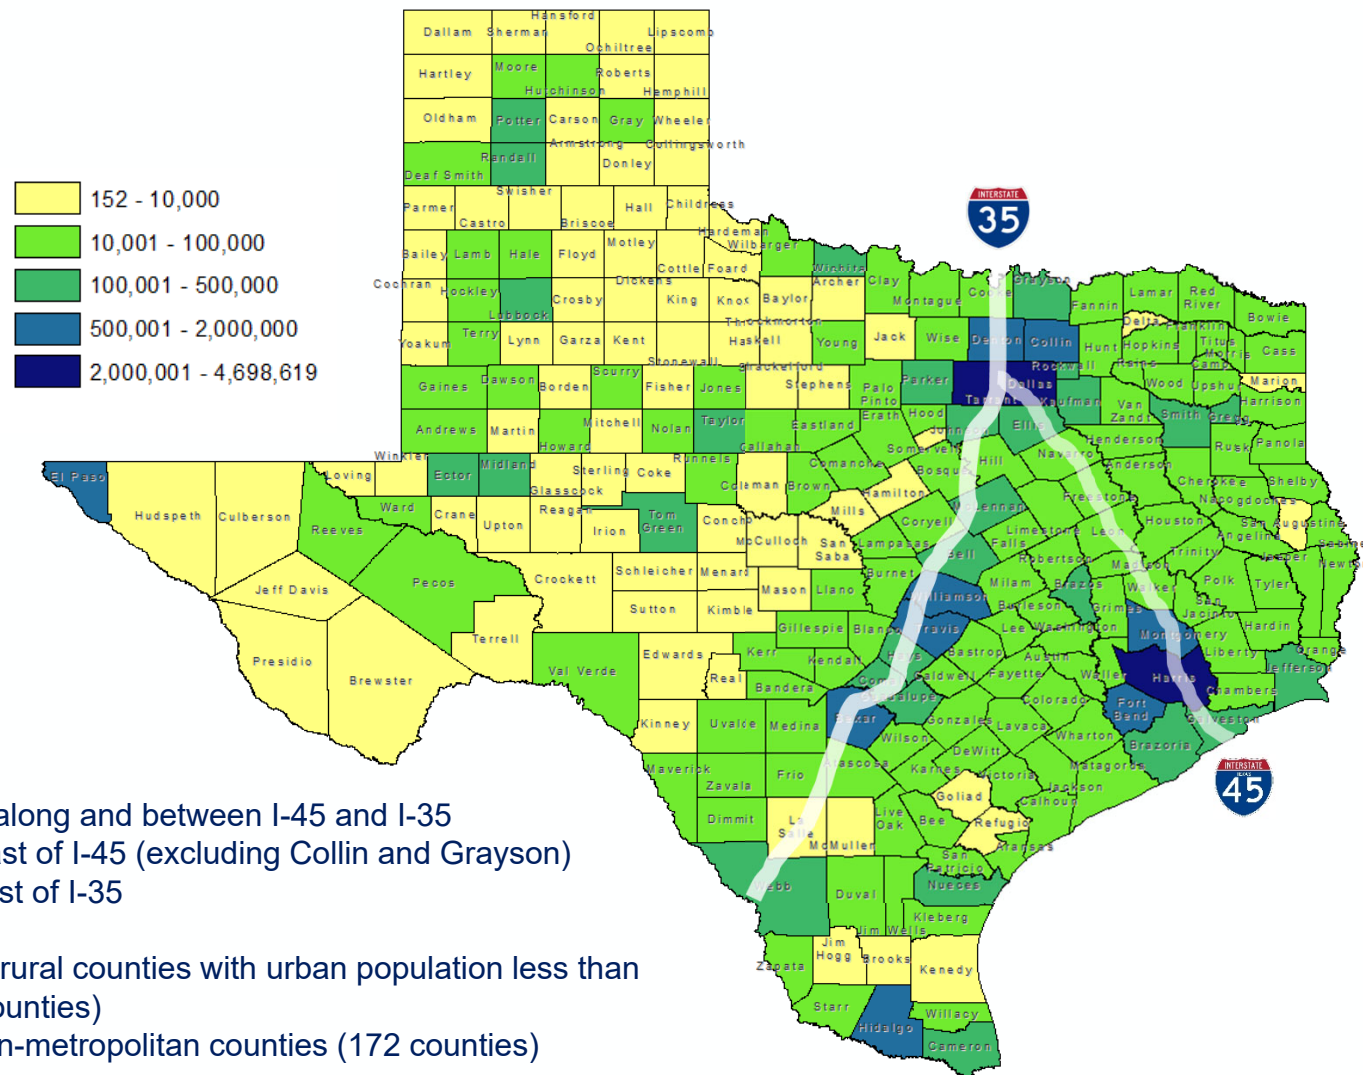 Hansford
Dallam Sherman Lipscomb
Ochiltree
Hartley Moore Roberts
Hutchinson Hemphill
Oldham Potter Carson Gray Wheeler
Armstrong Collingsworth
Randall Donley
Deaf Smith
Swisher
Parmer Castro Briscoe Hall Childress
Hardeman
Motley Wilbarger
Bailey Lamb Hale Floyd
Cottle Foard Winhita
Cochran Hockley Dickens Archer Clay
Lubbock Crosby King Knox Baylor Montague Cooke Grayson
Fannin Lamar Red River Bowie
Throckmorton Delta Franklin
Yoakum Terry Lynn Garza Kent Haskell Young Jack Wise Denton Collin Hunt Hopkins Titus Morris Cass
Stonewall Shackelford Rockwall Rains Camp
Gaines Dawson Borden Scurry Fisher Jones Stephens Palo Pinto Parker Tarrant Dallas Kaufman Wood Upshur Marion
Van Zandt Harrison
Andrews Martin Howard Mitchell Nolan Taylor Callahan Eastland Erath Hood Johnson Ellis Smith Gregg
Somervell Henderson Rusk Panola
Winkler
El Paso Loving Ector Midland Glasscock Sterling Coke Runnels Coleman Brown Comanche Bosque Hill Navarro Anderson Cherokee Shelby
Hamilton Freestone Nacogdoches
Hudspeth Culberson Reeves Ward Crane Upton Reagan Irion Tom Green Concho Mills McLennan Limestone Leon Houston San Augustine
McCulloch San Saba Lampasas Coryell Falls Angelina Sabine
Jeff Davis Pecos Crockett Schleicher Menard Bell Robertson Madison Trinity Jasper Newton
Mason Llano Burnet Williamson Milam Brazos Walker Polk Tyler
Sutton Kimble Burleson Grimes San Jacinto
Presidio Brewster Terrell Gillespie Blanco Travis Lee Washington Montgomery Hardin
Val Verde Edwards Kerr Kendall Hays Bastrop Austin Liberty Orange
Real Bandera Comal Caldwell Fayette Waller Harris Jefferson
Guadalupe Chambers
Kinney Uvalde Medina Bexar Gonzales Colorado Fort Bend Galveston
Wilson Lavaca Wharton Brazoria
Maverick Zavala Frio Atascosa Karnes DeWitt Victoria Jackson Matagorda
Dimmit La Salle McMullen Live Oak Bee Goliad Refugio Calhoun
Aransas
Webb Duval San Patricio
Nueces
Jim Wells Kleberg
Zapata Jim Hogg Brooks Kenedy
Starr Hidalgo Willacy
Cameron
152 - 10,000
10,001 - 100,000
100,001 - 500,000
500,001 - 2,000,000
2,000,001 - 4,698,619
INTERSTATE
35
INTERSTATE
TEXAS
45
along and between I-45 and I-35
ast of I-45 (excluding Collin and Grayson)
st of I-35
rural counties with urban population less than
ounties)
n-metropolitan counties (172 counties)